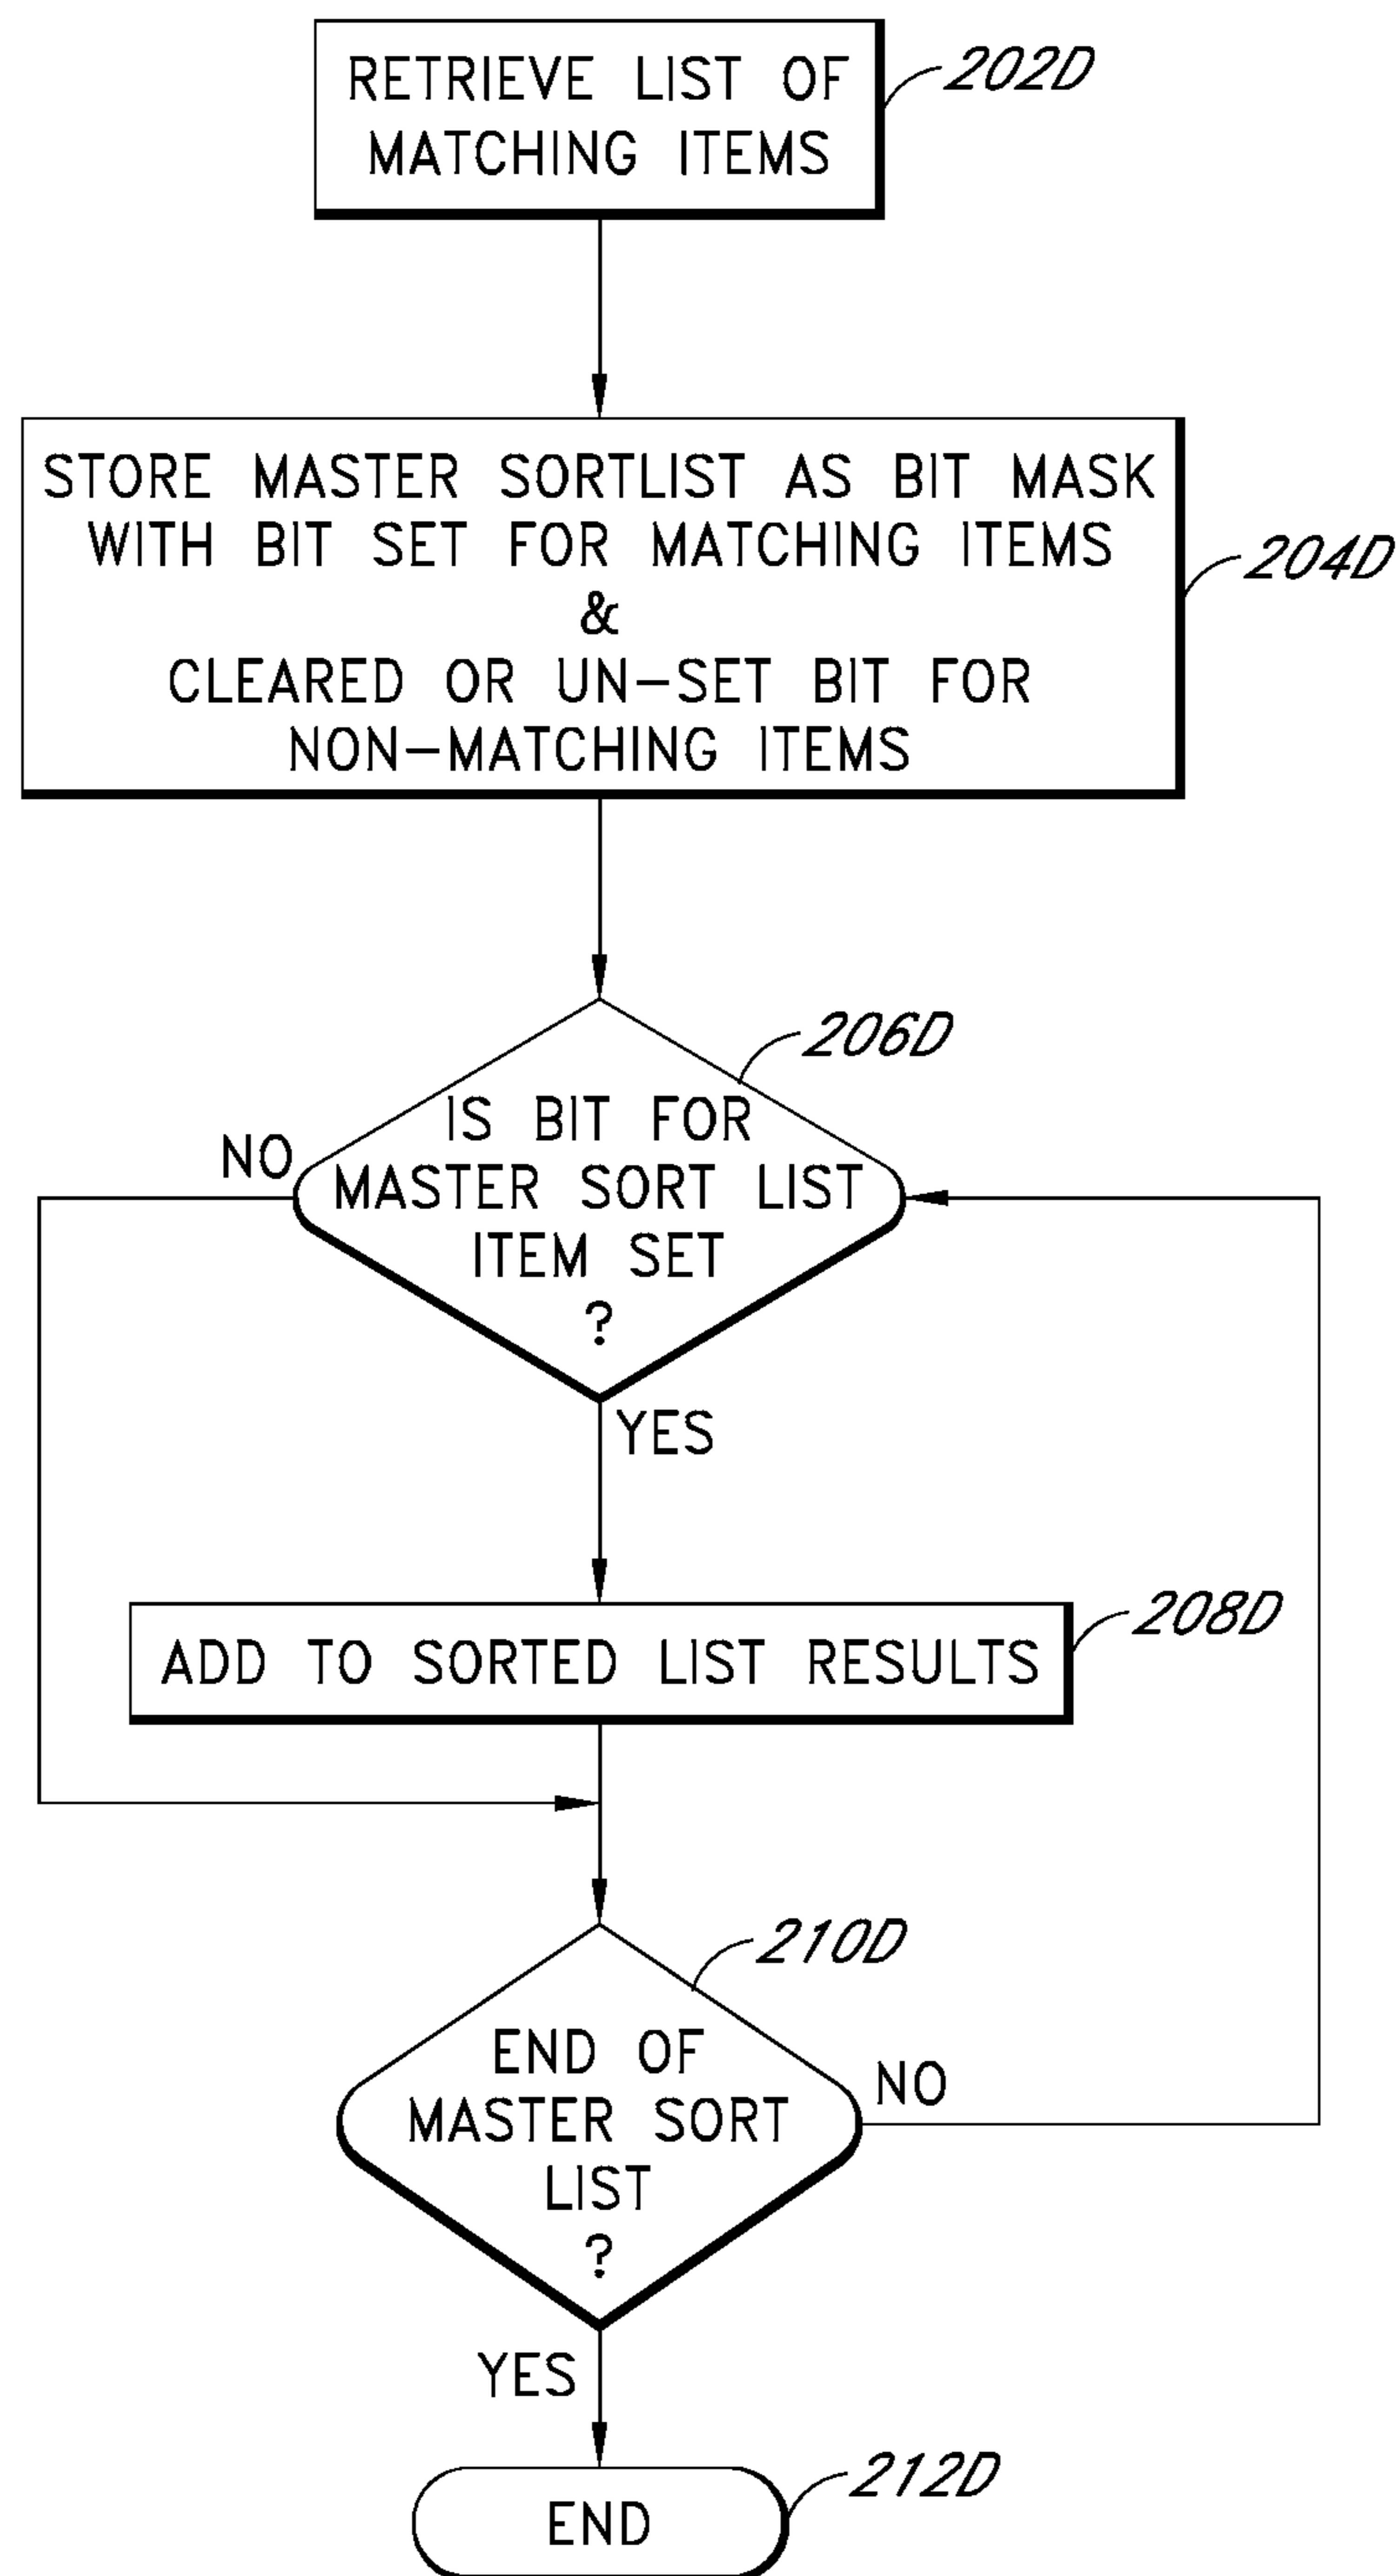 RETRIEVE LIST OF
MATCHING ITEMS
202D
STORE MASTER SORTLIST AS BIT MASK
WITH BIT SET FOR MATCHING ITEMS
&
CLEARED OR UN-SET BIT FOR
NON-MATCHING ITEMS
204D
206D
IS BIT FOR
MASTER SORT LIST
ITEM SET
?
NO
YES
ADD TO SORTED LIST RESULTS
208D
210D
END OF
MASTER SORT
LIST
?
NO
YES
END
212D